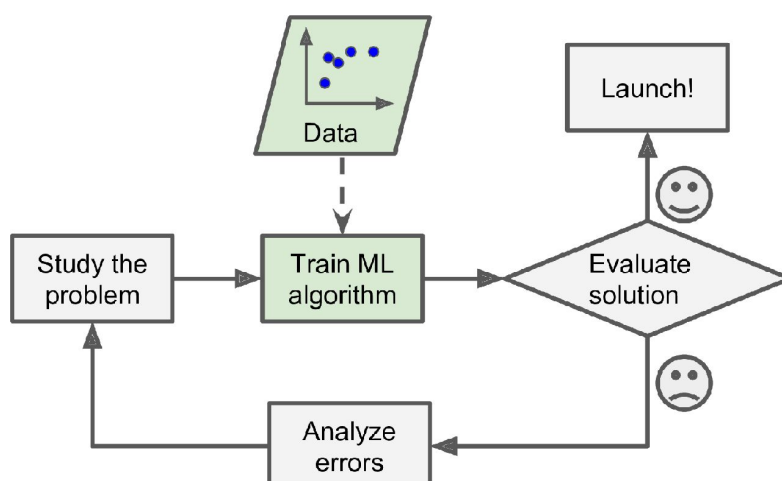 Data
Launch!
Study the
problem
Train ML
algorithm
Evaluate
solution
Analyze
errors